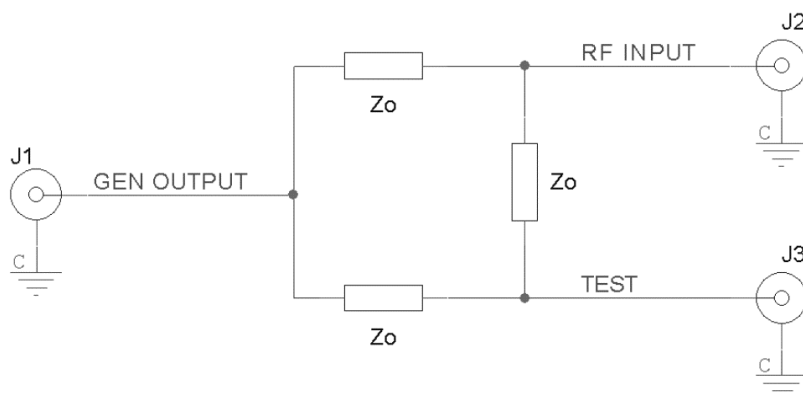 J2
RF INPUT
Zo
C
J1
GEN OUTPUT
Zo
C
J3
TEST
Zo
C